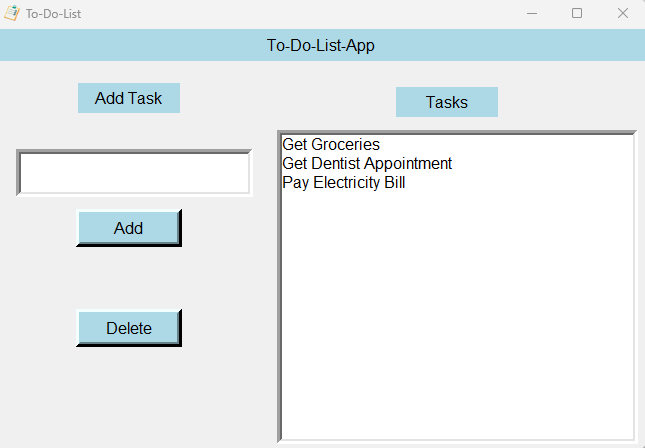 To-Do-List
To-Do-List-App
Add Task
Add
Delete
Tasks
Get Groceries
Get Dentist Appointment
Pay Electricity Bill